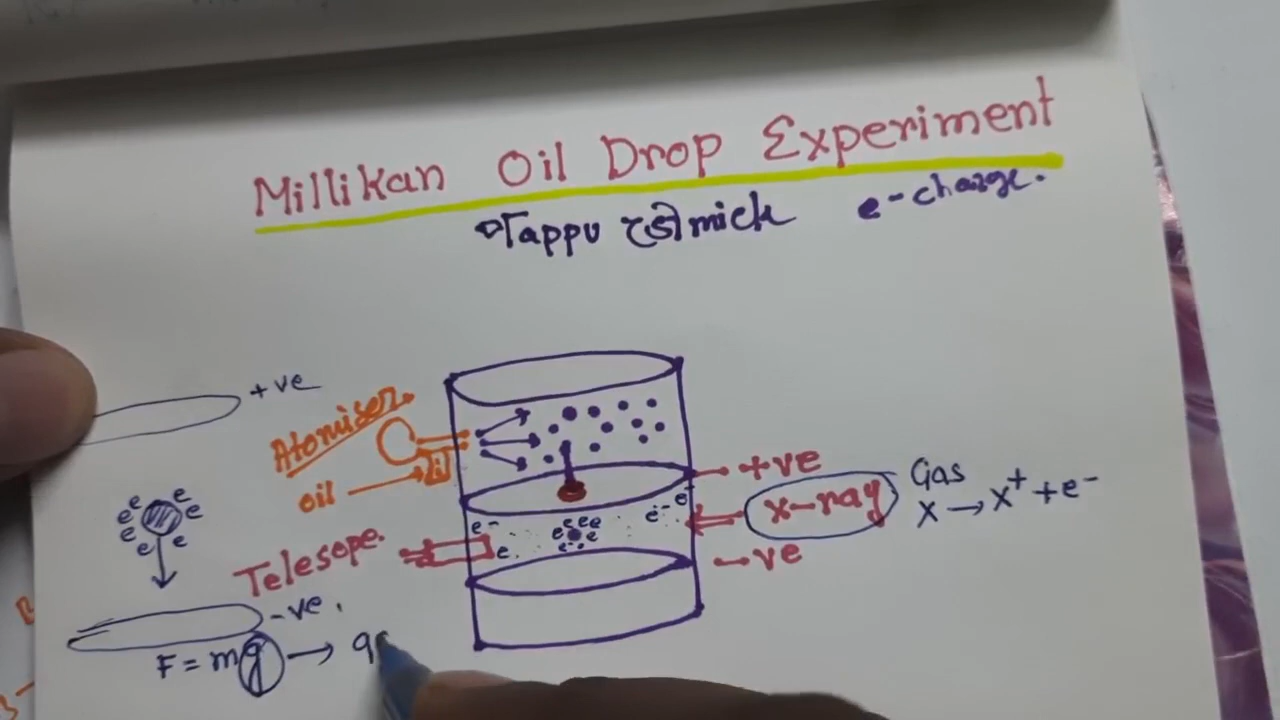 Millikan Oil Drop Experiment
e-charge.
+ve
Atomiser
oil
Telesope.
+ve
x-ray
Gas
x → x⁺ + e⁻
-ve
e e e e e e e
e⁻ e⁻ e⁻
e. e e e e
-ve.
F = mg →